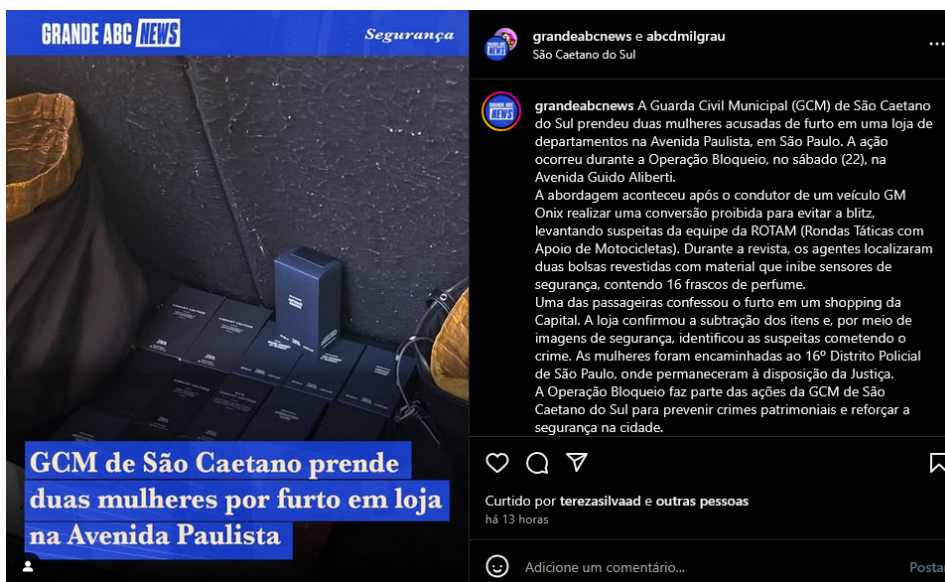 GRANDE ABC NEWS
Segurança
GCM de São Caetano prende
duas mulheres por furto em loja
na Avenida Paulista
grandeabcnews e abcdmilgrau
São Caetano do Sul
grandeabcnews A Guarda Civil Municipal (GCM) de São Caetano
do Sul prendeu duas mulheres acusadas de furto em uma loja de
departamentos na Avenida Paulista, em São Paulo. A ação
ocorreu durante a Operação Bloqueio, no sábado (22), na
Avenida Guido Aliberti.
A abordagem aconteceu após o condutor de um veículo GM
Onix realizar uma conversão proibida para evitar a blitz,
levantando suspeitas da equipe da ROTAM (Rondas Táticas com
Apoio de Motocicletas). Durante a revista, os agentes localizaram
duas bolsas revestidas com material que inibe sensores de
segurança, contendo 16 frascos de perfume.
Uma das passageiras confessou o furto em um shopping da
Capital. A loja confirmou a subtração dos itens e, por meio de
imagens de segurança, identificou as suspeitas cometendo o
crime. As mulheres foram encaminhadas ao 16º Distrito Policial
de São Paulo, onde permaneceram à disposição da Justiça.
A Operação Bloqueio faz parte das ações da GCM de São
Caetano do Sul para prevenir crimes patrimoniais e reforçar a
segurança na cidade.
Curtido por terezasilvaad e outras pessoas
há 13 horas
Adicione um comentário...
Posta